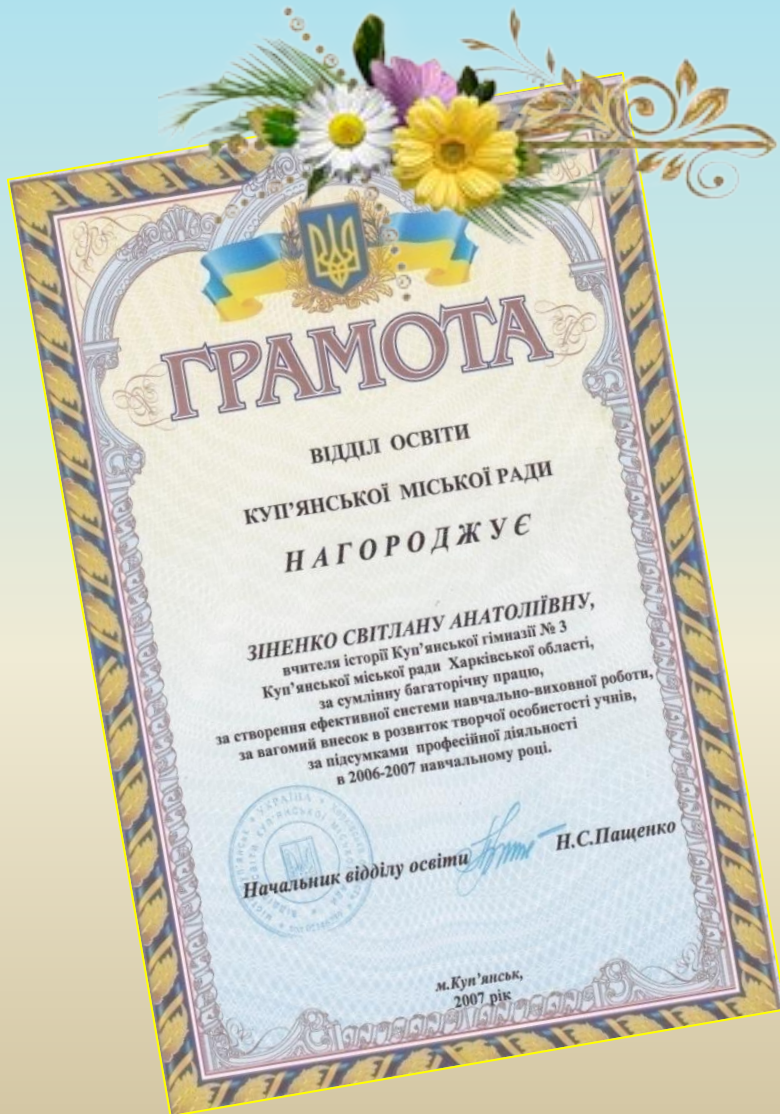 ГРАМОТА
ВІДДІЛ ОСВІТИ
КУП'ЯНСЬКОЇ МІСЬКОЇ РАДИ
НАГОРОДЖУЄ
ЗІНЕНКО СВІТЛАНУ АНАТОЛІЇВНУ,
вчителя історії Куп'янської гімназії № 3
Куп'янської міської ради Харківської області,
за сумлінну багаторічну працю,
за створення ефективної системи навчально-виховної роботи,
за вагомий внесок в розвиток творчої особистості учнів,
за підсумками професійної діяльності
в 2006-2007 навчальному році.
УКРАЇНА
Начальник відділу освіти Н.С.Пащенко
м.Куп'янськ,
2007 рік